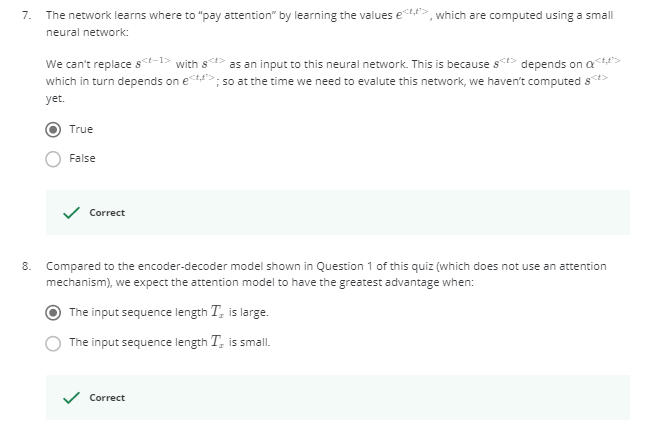 7. The network learns where to "pay attention" by learning the values e^{<t,t'>}, which are computed using a small
neural network:
We can't replace s^{<t−1>} with s^{<t>} as an input to this neural network. This is because s^{<t>} depends on α^{<t,t'>}
which in turn depends on e^{<t,t'>}; so at the time we need to evalute this network, we haven't computed s^{<t>}
yet.
True
False
Correct
8. Compared to the encoder-decoder model shown in Question 1 of this quiz (which does not use an attention
mechanism), we expect the attention model to have the greatest advantage when:
The input sequence length T_x is large.
The input sequence length T_x is small.
Correct